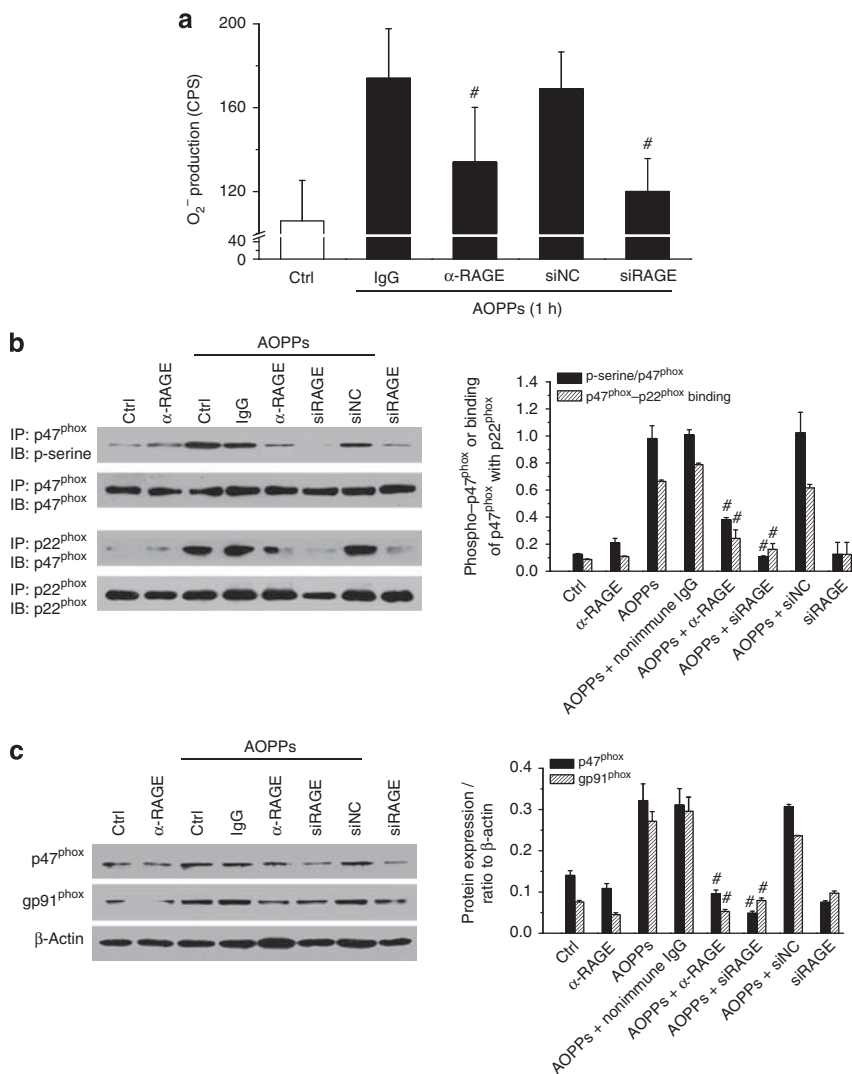 a
O2− production (CPS)
200
160
120
40
0
#
#
Ctrl
IgG
α-RAGE
siNC
siRAGE
AOPPs (1 h)
b
AOPPs
Ctrl
α-RAGE
Ctrl
IgG
α-RAGE
siRAGE
siNC
siRAGE
IP: p47phox
IB: p-serine
IP: p47phox
IB: p47phox
IP: p22phox
IB: p47phox
IP: p22phox
IB: p22phox
Phospho–p47phox or binding
of p47phox with p22phox
1.4
1.2
1.0
0.8
0.6
0.4
0.2
0.0
p-serine/p47phox
p47phox–p22phox binding
#
#
#
#
Ctrl
α-RAGE
AOPPs
AOPPs + nonimmune IgG
AOPPs + α-RAGE
AOPPs + siRAGE
AOPPs + siNC
siRAGE
c
AOPPs
Ctrl
α-RAGE
Ctrl
IgG
α-RAGE
siRAGE
siNC
siRAGE
p47phox
gp91phox
β-Actin
Protein expression /
ratio to β-actin
0.4
0.3
0.2
0.1
0.0
p47phox
gp91phox
#
#
#
#
Ctrl
α-RAGE
AOPPs
AOPPs + nonimmune IgG
AOPPs + α-RAGE
AOPPs + siRAGE
AOPPs + siNC
siRAGE